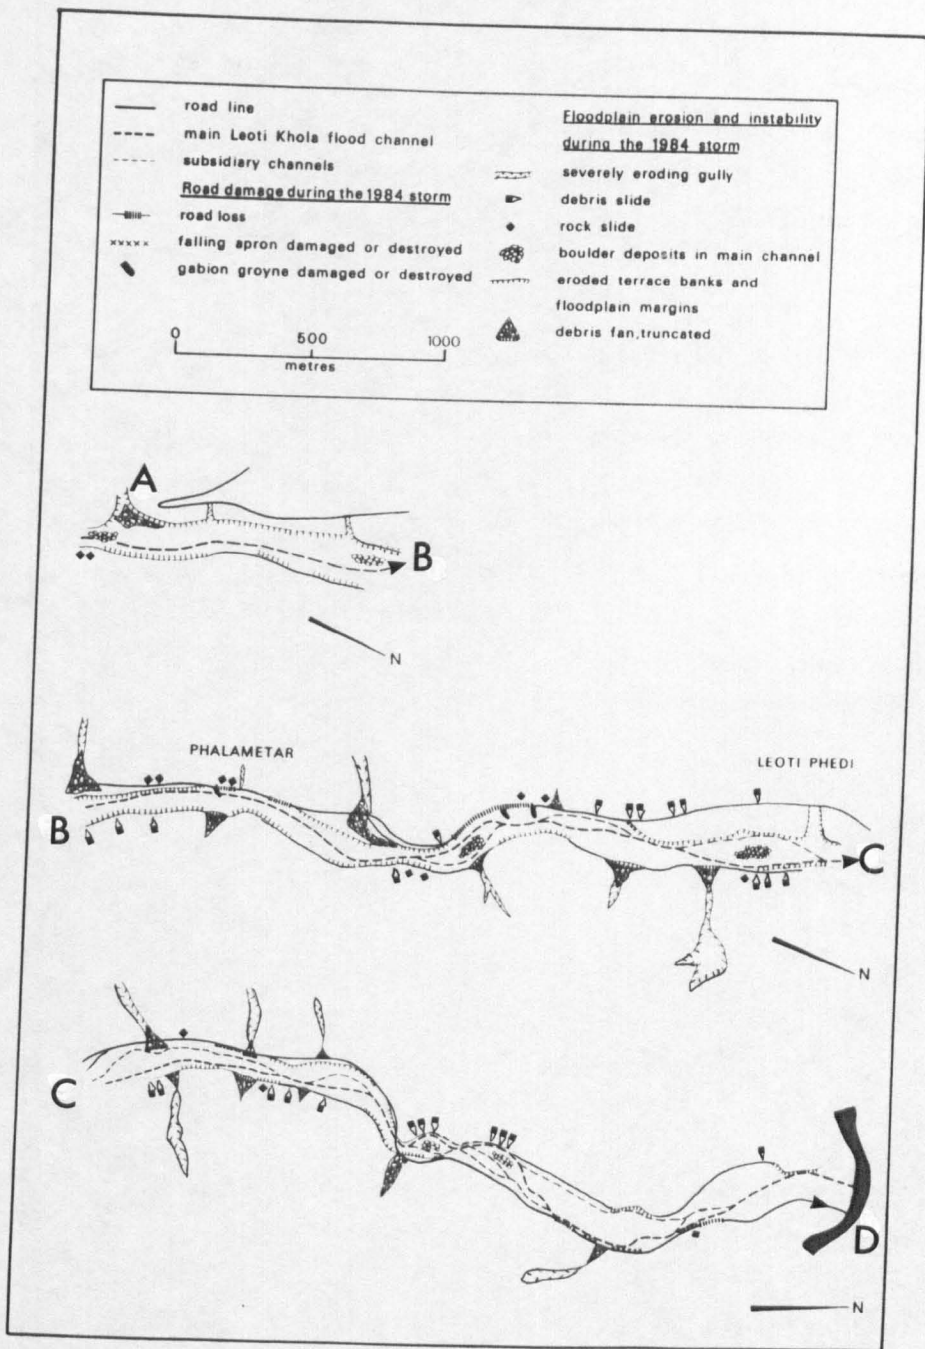 road line
main Leoti Khola flood channel
subsidiary channels
Road damage during the 1984 storm
road loss
falling apron damaged or destroyed
gabion groyne damaged or destroyed
0 500 1000
metres
Floodplain erosion and instability
during the 1984 storm
severely eroding gully
debris slide
rock slide
boulder deposits in main channel
eroded terrace banks and
floodplain margins
debris fan, truncated
A
B
N
PHALAMETAR
LEOTI PHEDI
B
C
N
C
D
N